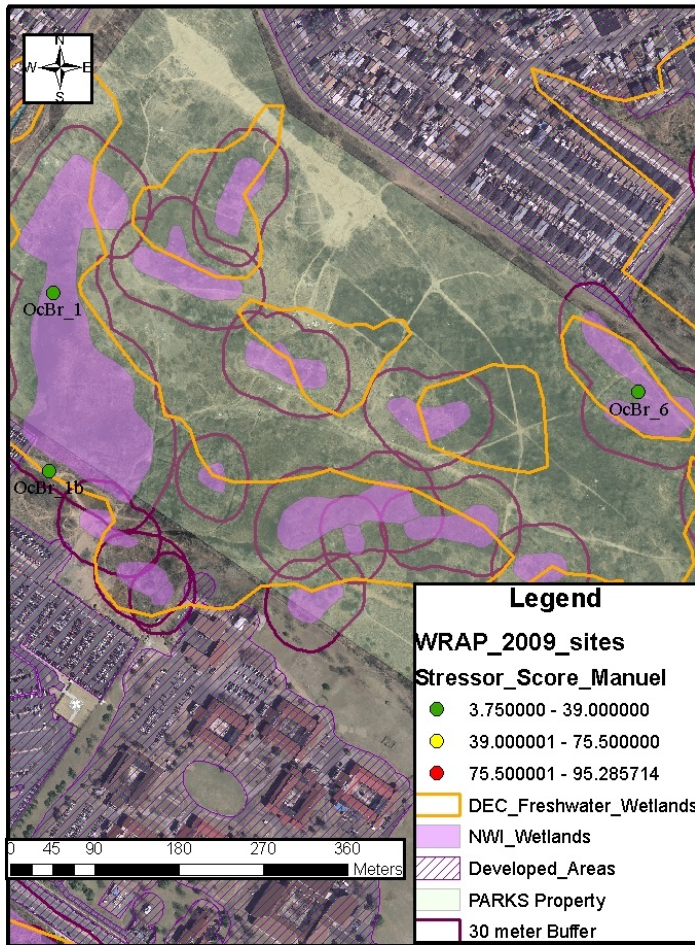 N
W E
S
OcBr_1
OcBr_6
OcBr_1b
Legend
WRAP_2009_sites
Stressor_Score_Manuel
3.750000 - 39.000000
39.000001 - 75.500000
75.500001 - 95.285714
DEC_Freshwater_Wetlands
NWI_Wetlands
Developed_Areas
PARKS Property
30 meter Buffer
0 45 90 180 270 360
Meters